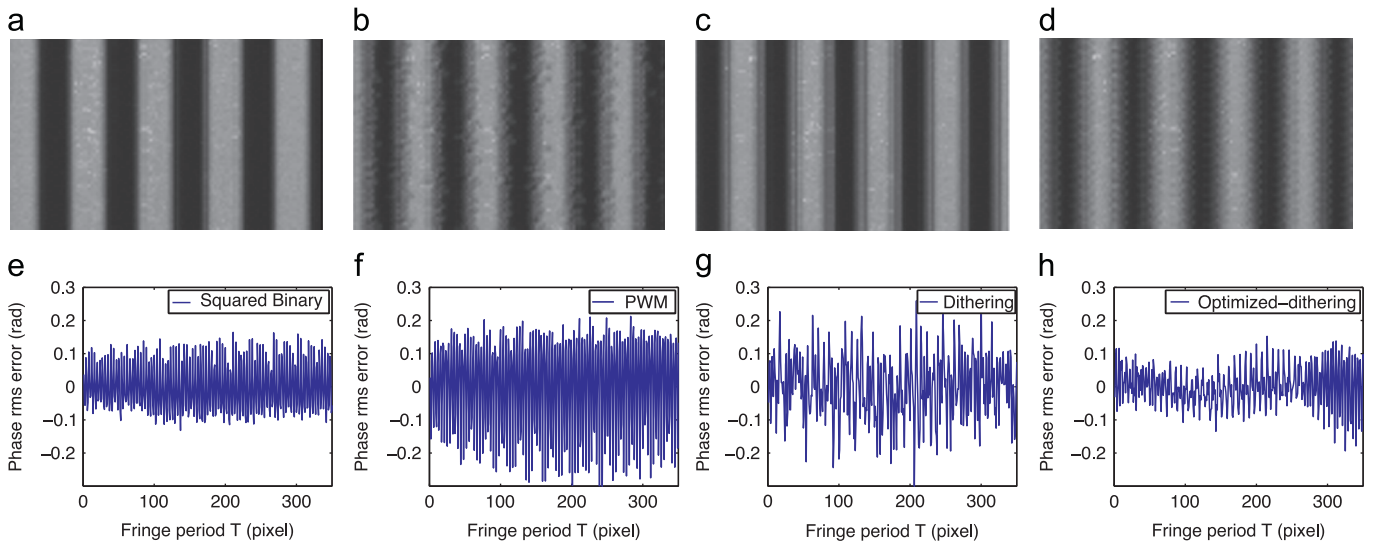 a
b
c
d
e
f
g
h
Squared Binary
0.3
0.2
0.1
0
−0.1
−0.2
Phase rms error (rad)
0
100
200
300
Fringe period T (pixel)
PWM
0.3
0.2
0.1
0
−0.1
−0.2
Phase rms error (rad)
0
100
200
300
Fringe period T (pixel)
Dithering
0.3
0.2
0.1
0
−0.1
−0.2
Phase rms error (rad)
0
100
200
300
Fringe period T (pixel)
Optimized−dithering
0.3
0.2
0.1
0
−0.1
−0.2
Phase rms error (rad)
0
100
200
300
Fringe period T (pixel)